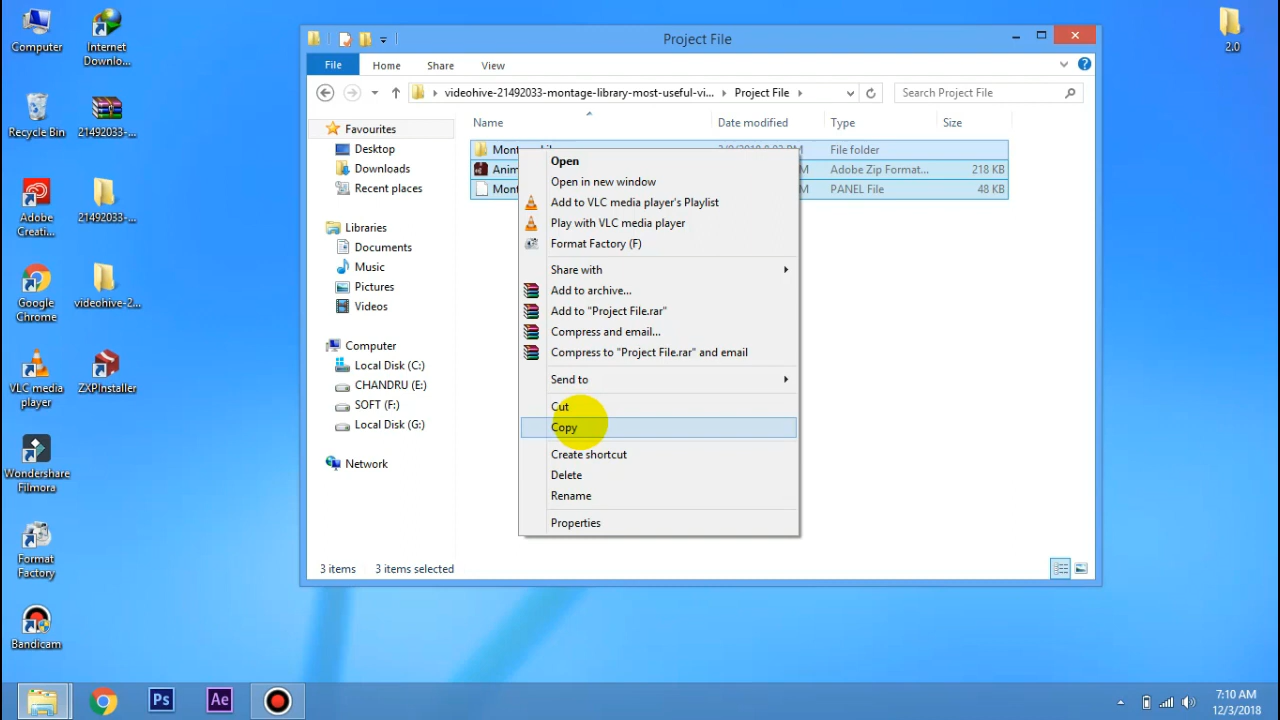 Computer
Internet
Downlo...
Recycle Bin
21492033-...
Adobe
Creati...
21492033-...
Google
Chrome
videohive-2...
VLC media
player
ZXPInstaller
Wondershare
Filmora
Format
Factory
Bandicam
2.0
Project File
File
Home
Share
View
videohive-21492033-montage-library-most-useful-vi...
Project File
Search Project File
Favourites
Desktop
Downloads
Recent places
Libraries
Documents
Music
Pictures
Videos
Computer
Local Disk (C:)
CHANDRU (E:)
SOFT (F:)
Local Disk (G:)
Network
Name
Date modified
Type
Size
File folder
Adobe Zip Format...
218 KB
PANEL File
48 KB
Open
Open in new window
Add to VLC media player's Playlist
Play with VLC media player
Format Factory (F)
Share with
Add to archive...
Add to "Project File.rar"
Compress and email...
Compress to "Project File.rar" and email
Send to
Cut
Copy
Create shortcut
Delete
Rename
Properties
3 items
3 items selected
Ps
Ae
7:10 AM
12/3/2018